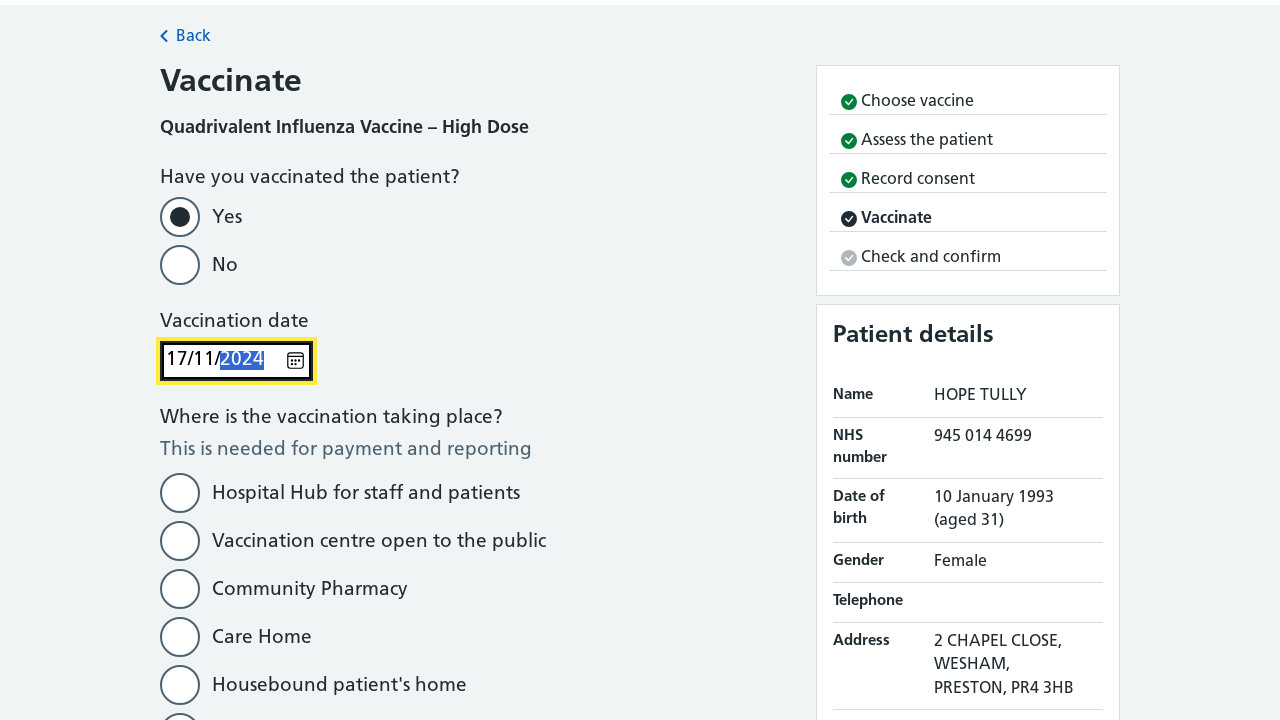 Back
Vaccinate
Quadrivalent Influenza Vaccine – High Dose
Have you vaccinated the patient?
Yes
No
Vaccination date
17/11/2024
Where is the vaccination taking place?
This is needed for payment and reporting
Hospital Hub for staff and patients
Vaccination centre open to the public
Community Pharmacy
Care Home
Housebound patient's home
Choose vaccine
Assess the patient
Record consent
Vaccinate
Check and confirm
Patient details
Name HOPE TULLY
NHS number 945 014 4699
Date of birth 10 January 1993 (aged 31)
Gender Female
Telephone
Address 2 CHAPEL CLOSE,
WESHAM,
PRESTON, PR4 3HB